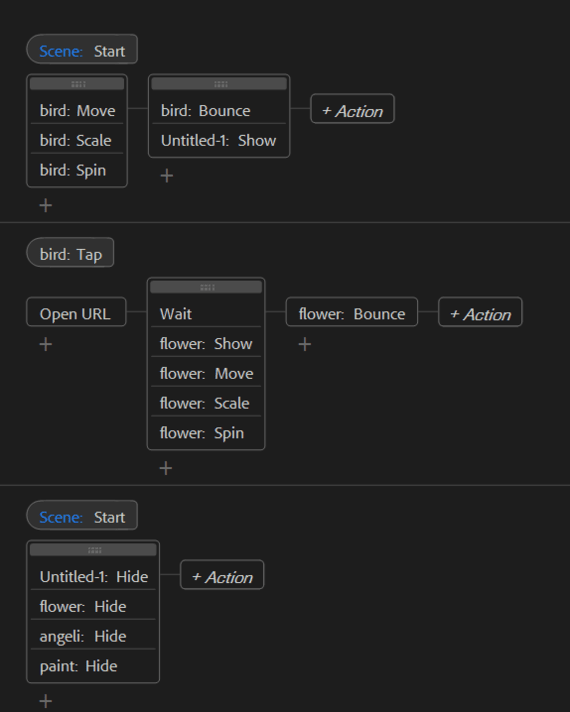 Scene: Start
bird: Move
bird: Scale
bird: Spin
bird: Bounce
Untitled-1: Show
+ Action
+
+
bird: Tap
Open URL
+
Wait
flower: Show
flower: Move
flower: Scale
flower: Spin
+
flower: Bounce
+
+ Action
Scene: Start
Untitled-1: Hide
flower: Hide
angeli: Hide
paint: Hide
+ Action
+